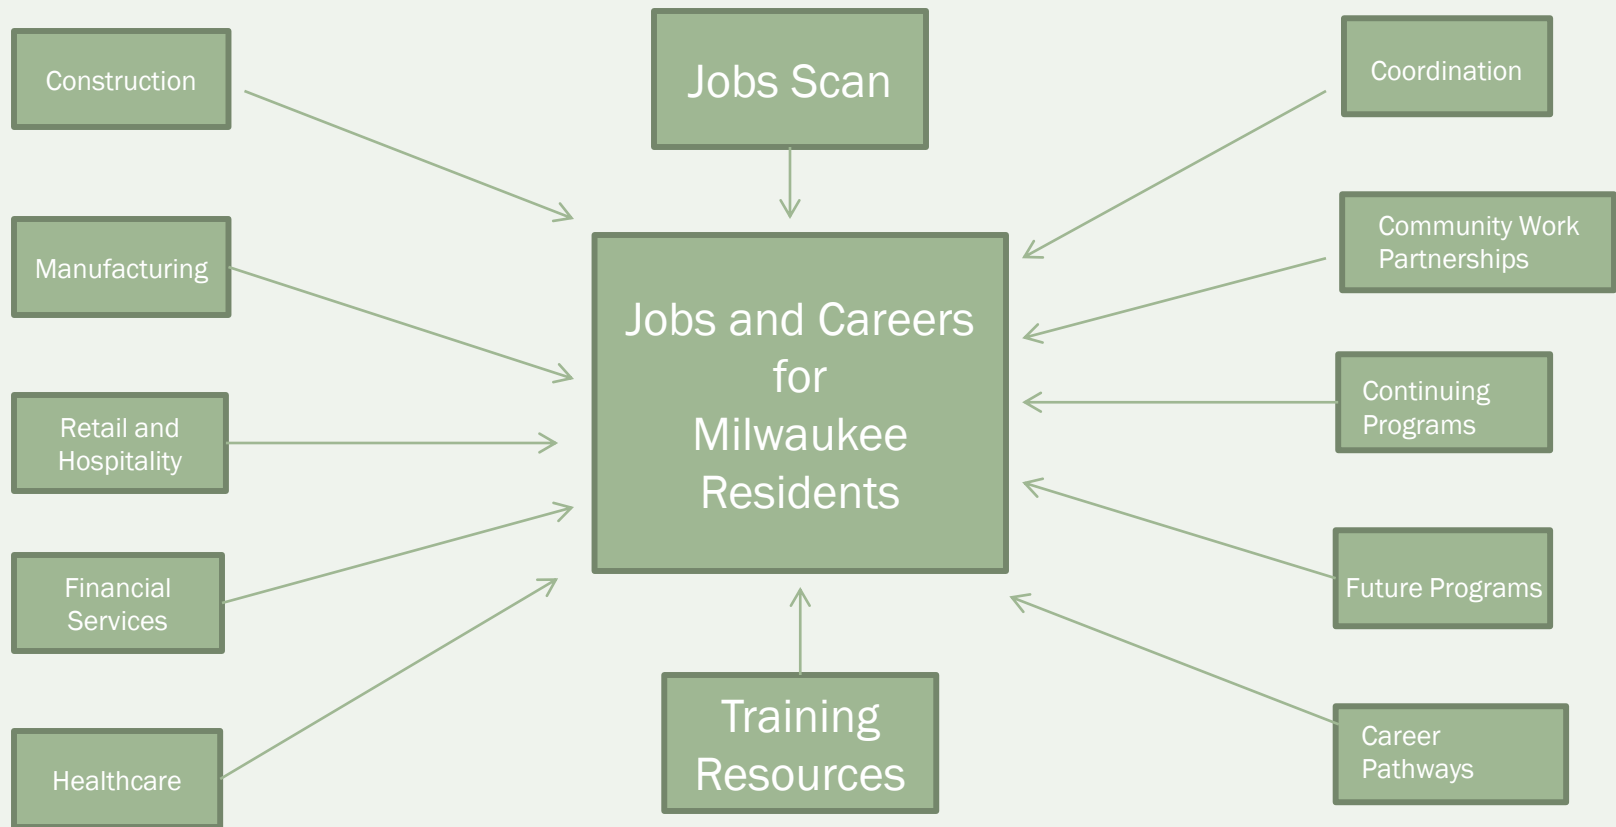 Construction
Manufacturing
Retail and
Hospitality
Financial
Services
Healthcare
Jobs Scan
Jobs and Careers
for
Milwaukee
Residents
Training
Resources
Coordination
Community Work
Partnerships
Continuing
Programs
Future Programs
Career
Pathways